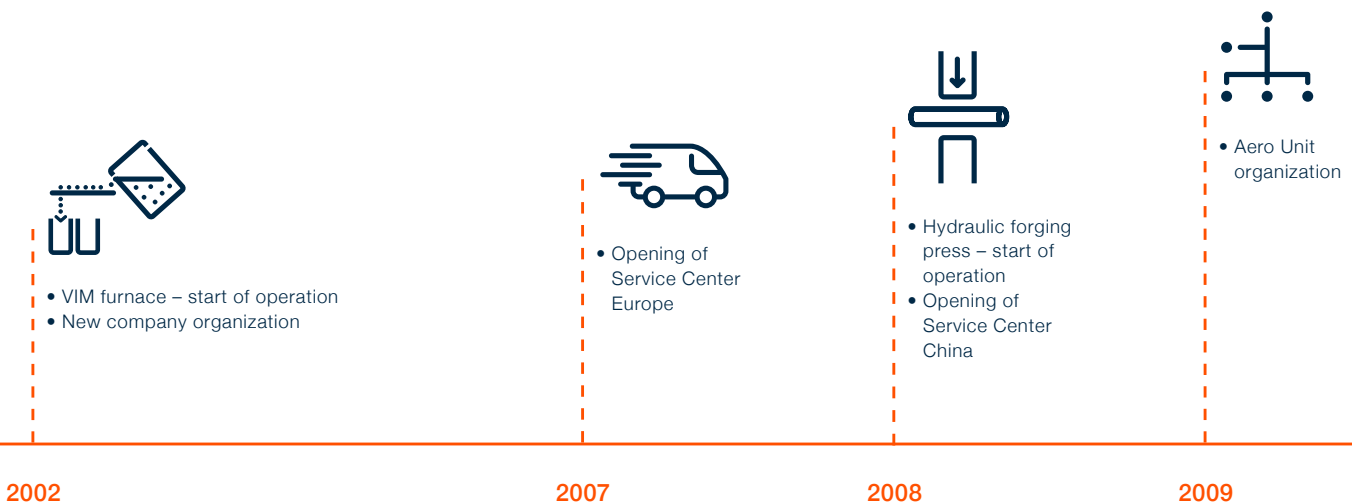 • VIM furnace – start of operation
• New company organization
2002
• Opening of
Service Center
Europe
2007
• Hydraulic forging
press – start of
operation
• Opening of
Service Center
China
2008
• Aero Unit
organization
2009